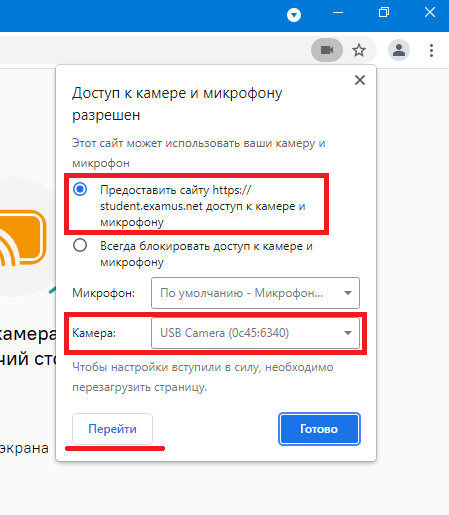 Доступ к камере и микрофону
разрешен
Этот сайт может использовать ваши камеру и
микрофон
Предоставить сайту https://
student.examus.net доступ к камере и
микрофону
Всегда блокировать доступ к камере и
микрофону
Микрофон: По умолчанию - Микрофон...
Камера: USB Camera (0c45:6340)
Чтобы настройки вступили в силу, необходимо
перезагрузить страницу.
Перейти Готово
камера
чий сто
экрана